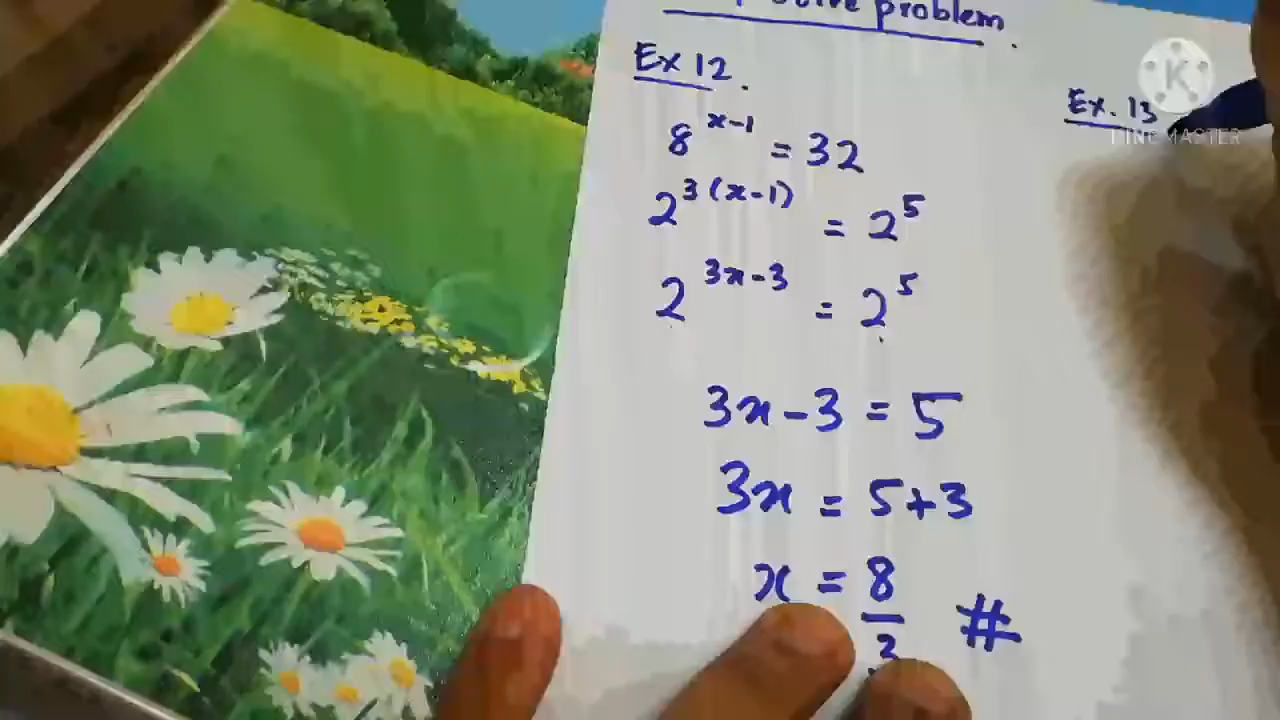 problem.
Ex 12.
8^{x-1} = 32
2^{3(x-1)} = 2^5
2^{3x-3} = 2^5
3x-3 = 5
3x = 5+3
x = 8/3 #
Ex. 13
K
KINEMASTER